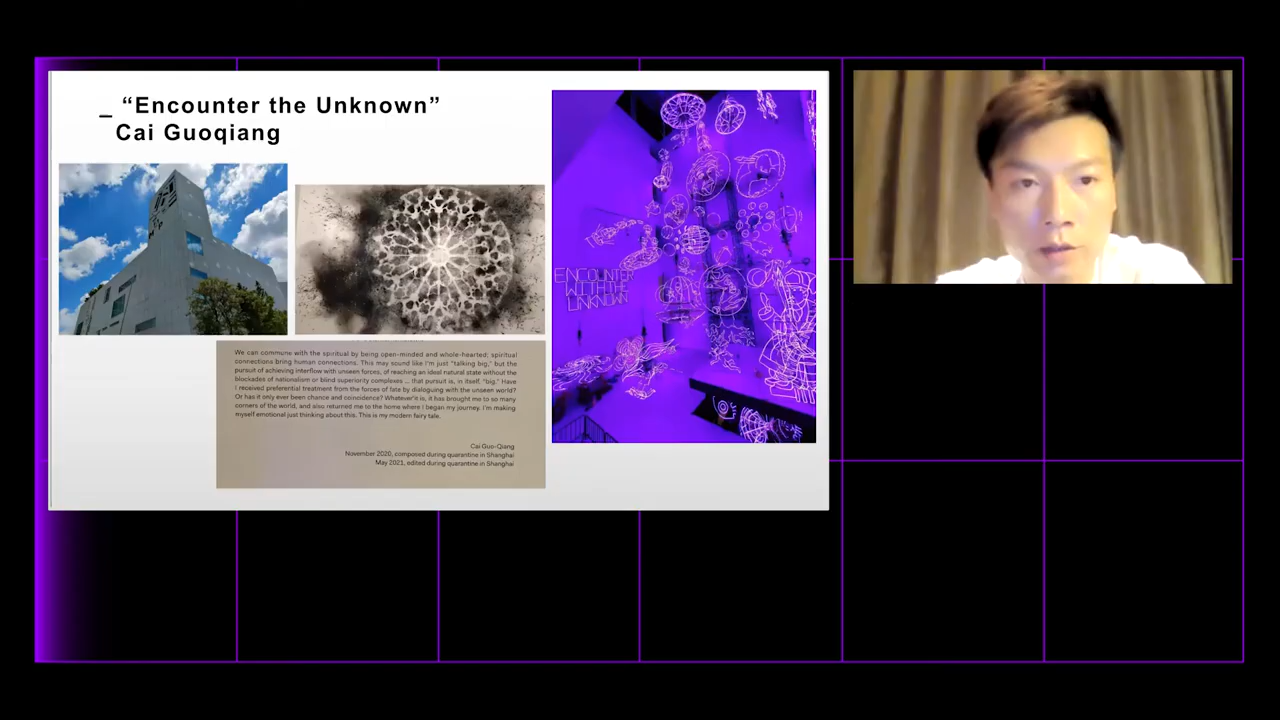 _ “Encounter the Unknown”
Cai Guoqiang
ENCOUNTER
WITH THE
UNKNOWN
We can commune with the spiritual by being open-minded and whole-hearted; spiritual
connections bring human connections. This may sound like I'm just "talking big," but the
pursuit of achieving interflow with unseen forces, of reaching an ideal natural state without the
blockades of nationalism or blind superiority complexes ... that pursuit is, in itself, "big." Have
I received preferential treatment from the forces of fate by dialoguing with the unseen world?
Or has it only ever been chance and coincidence? Whatever it is, it has brought me to so many
corners of the world, and also returned me to the home where I began my journey. I'm making
myself emotional just thinking about this. This is my modern fairy tale.
Cai Guo-Qiang
November 2020, composed during quarantine in Shanghai
May 2021, edited during quarantine in Shanghai